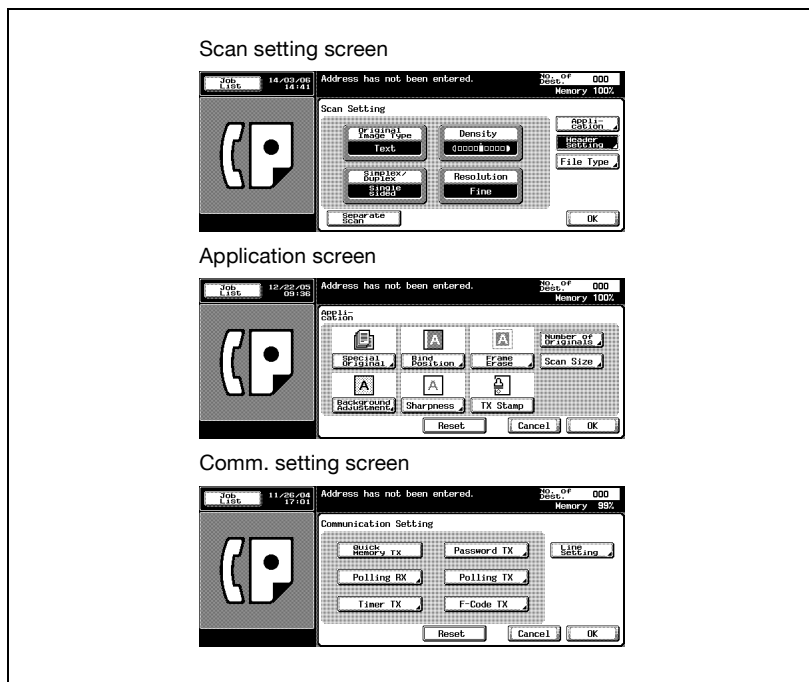 Scan setting screen
Job List
14/03/06
14:41
Address has not been entered.
No. of Dest. 000
Memory 100%
Scan Setting
Original Image Type
Text
Density
Appli-cation
Header Setting
File Type
Simplex/Duplex
Single sided
Resolution
Fine
Separate Scan
OK
Application screen
Job List
12/22/05
09:36
Address has not been entered.
No. of Dest. 000
Memory 100%
Appli-cation
Special Original
Bind Position
Frame Erase
Number of Originals
Scan Size
Background Adjustment
Sharpness
TX Stamp
Reset
Cancel
OK
Comm. setting screen
Job List
11/26/04
17:01
Address has not been entered.
No. of Dest. 000
Memory 99%
Communication Setting
Quick Memory TX
Password TX
Line Setting
Polling RX
Polling TX
Timer TX
F-Code TX
Reset
Cancel
OK